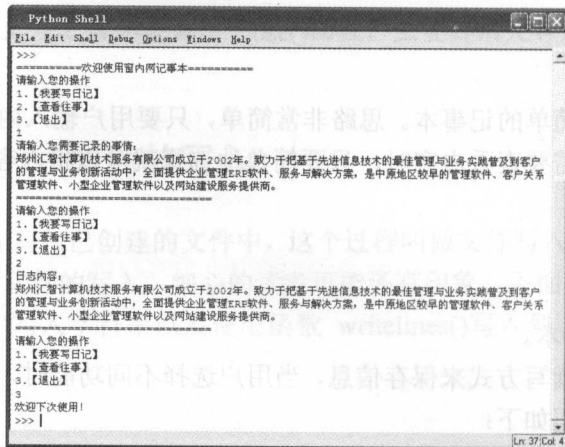 Python Shell
File Edit Shell Debug Options Windows Help
>>>
==========欢迎使用窗内网记事本==========
请输入您的操作
1.【我要写日记】
2.【查看往事】
3.【退出】
1
请输入您需要记录的事情:
郑州汇智计算机技术服务有限公司成立于2002年。致力于把基于先进信息技术的最佳管理与业务实践普及到客户
的管理与业务创新活动中，全面提供企业管理ERP软件、服务与解决方案，是中原地区较早的管理软件、客户关系
管理软件、小型企业管理软件以及网站建设服务提供商。
==============================
请输入您的操作
1.【我要写日记】
2.【查看往事】
3.【退出】
2
日志内容:
郑州汇智计算机技术服务有限公司成立于2002年。致力于把基于先进信息技术的最佳管理与业务实践普及到客户
的管理与业务创新活动中，全面提供企业管理ERP软件、服务与解决方案，是中原地区较早的管理软件、客户关系
管理软件、小型企业管理软件以及网站建设服务提供商。
==============================
请输入您的操作
1.【我要写日记】
2.【查看往事】
3.【退出】
3
欢迎下次使用!
>>>
Ln: 37 Col: 4